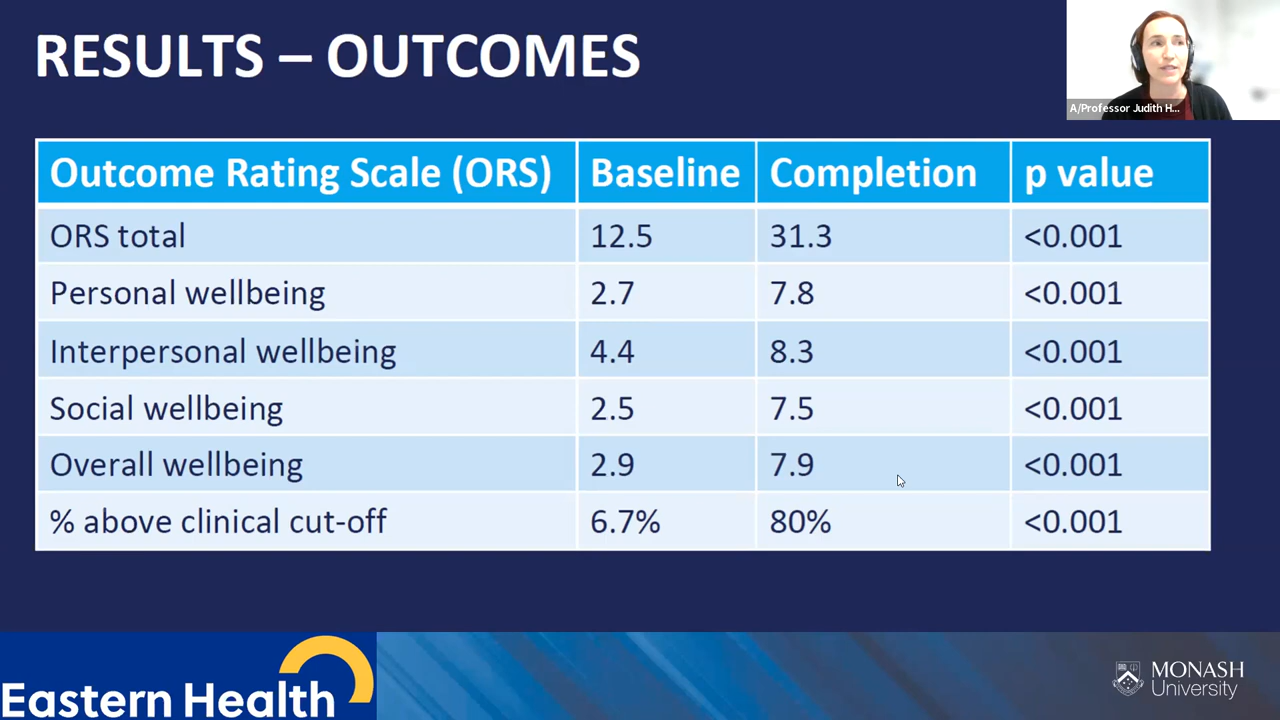 RESULTS – OUTCOMES
A/Professor Judith H...
Outcome Rating Scale (ORS) Baseline Completion p value
ORS total 12.5 31.3 <0.001
Personal wellbeing 2.7 7.8 <0.001
Interpersonal wellbeing 4.4 8.3 <0.001
Social wellbeing 2.5 7.5 <0.001
Overall wellbeing 2.9 7.9 <0.001
% above clinical cut-off 6.7% 80% <0.001
Eastern Health
MONASH
University